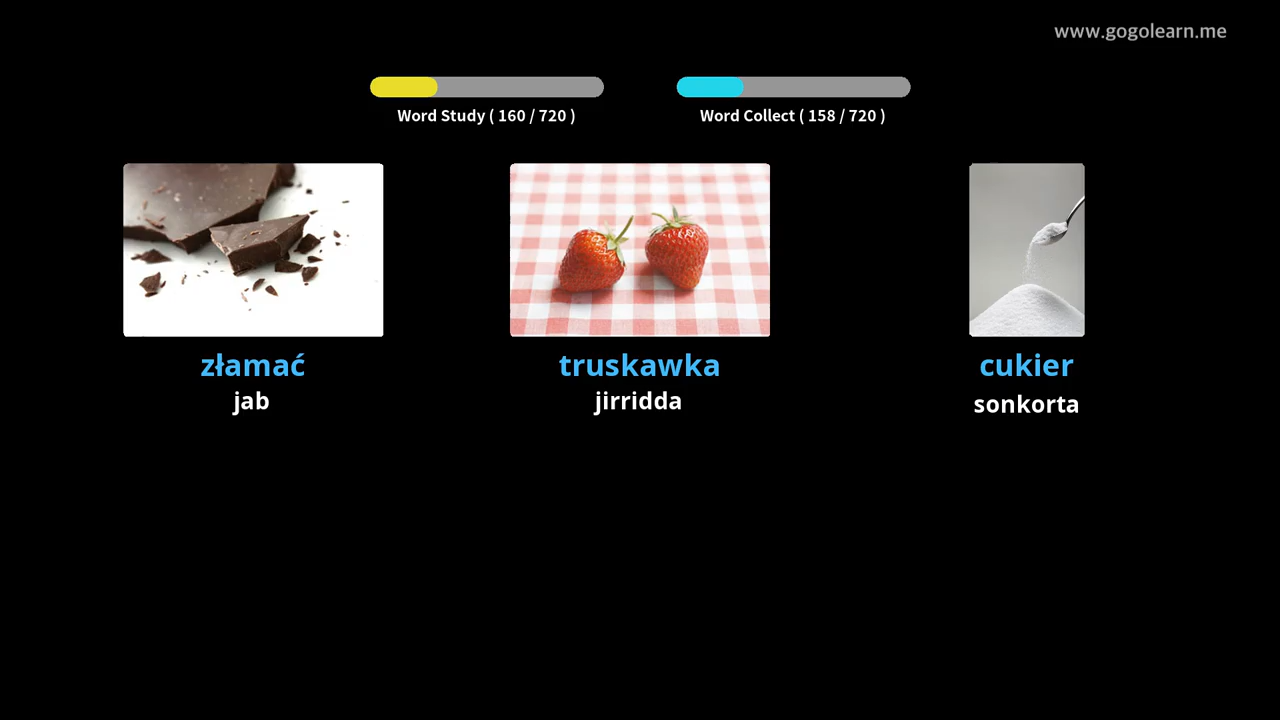 www.gogolearn.me
Word Study ( 160 / 720 )
Word Collect ( 158 / 720 )
złamać
truskawka
cukier
jab
jirridda
sonkorta